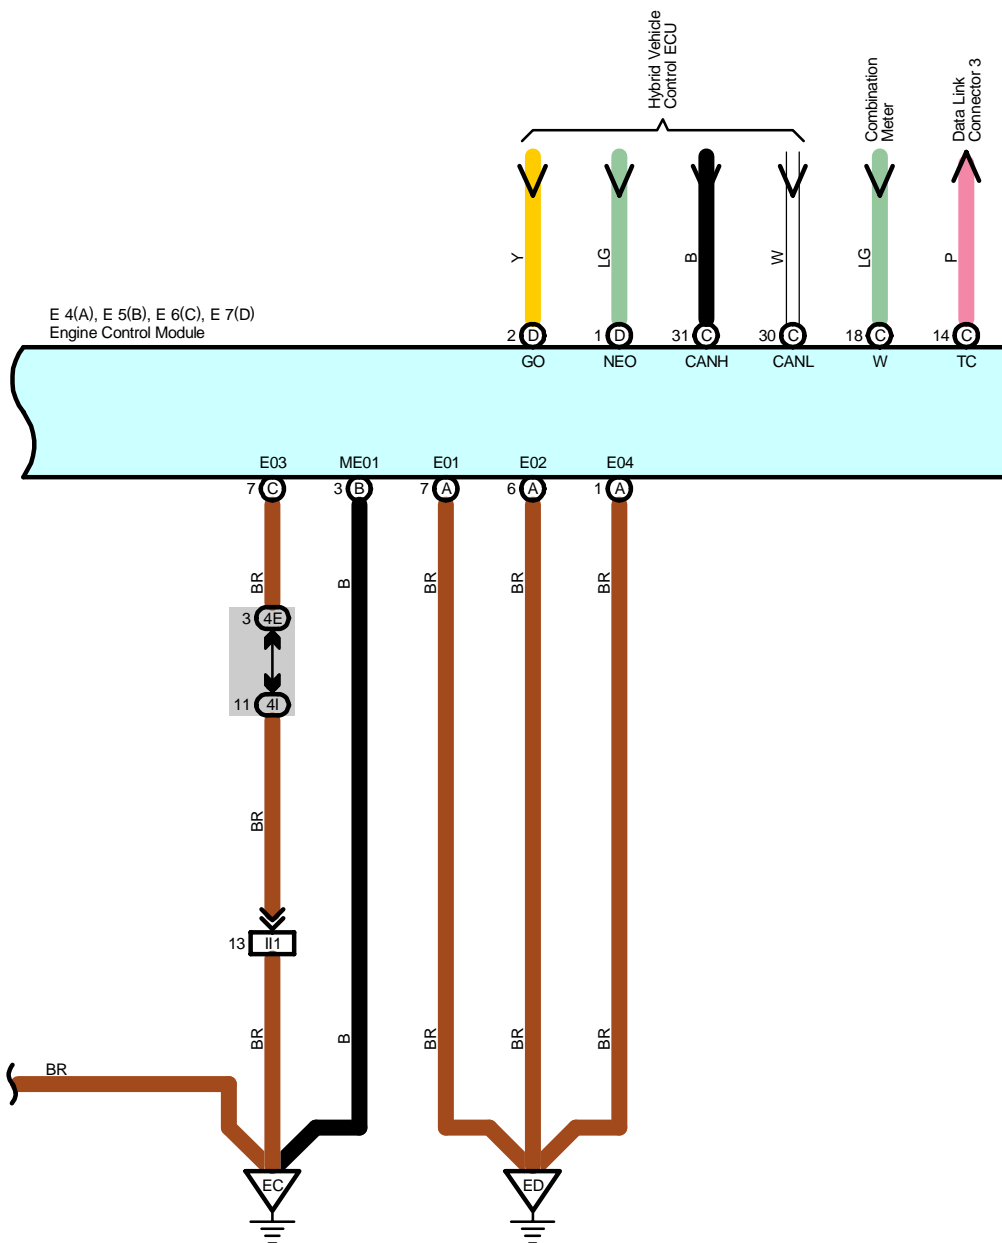 Hybrid Vehicle
Control ECU
Combination
Meter
Data Link
Connector 3
Y
LG
B
W
LG
P
E 4(A), E 5(B), E 6(C), E 7(D)
Engine Control Module
2 D
1 D
31 C
30 C
18 C
14 C
GO
NEO
CANH
CANL
W
TC
E03
ME01
E01
E02
E04
7 C
3 B
7 A
6 A
1 A
BR
B
BR
BR
BR
3 4E
11 4I
BR
13 II1
BR
B
BR
BR
BR
BR
EC
ED